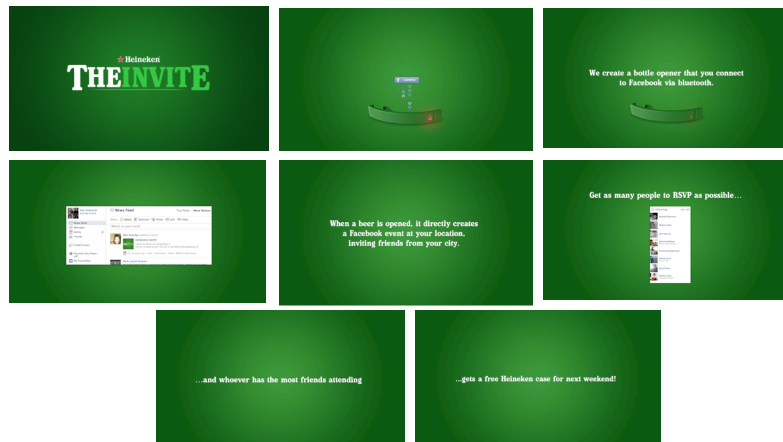 Heineken
THEINVITE
We create a bottle opener that you connect
to Facebook via bluetooth.
News Feed
When a beer is opened, it directly creates
a Facebook event at your location,
inviting friends from your city.
Get as many people to RSVP as possible…
…and whoever has the most friends attending
...gets a free Heineken case for next weekend!